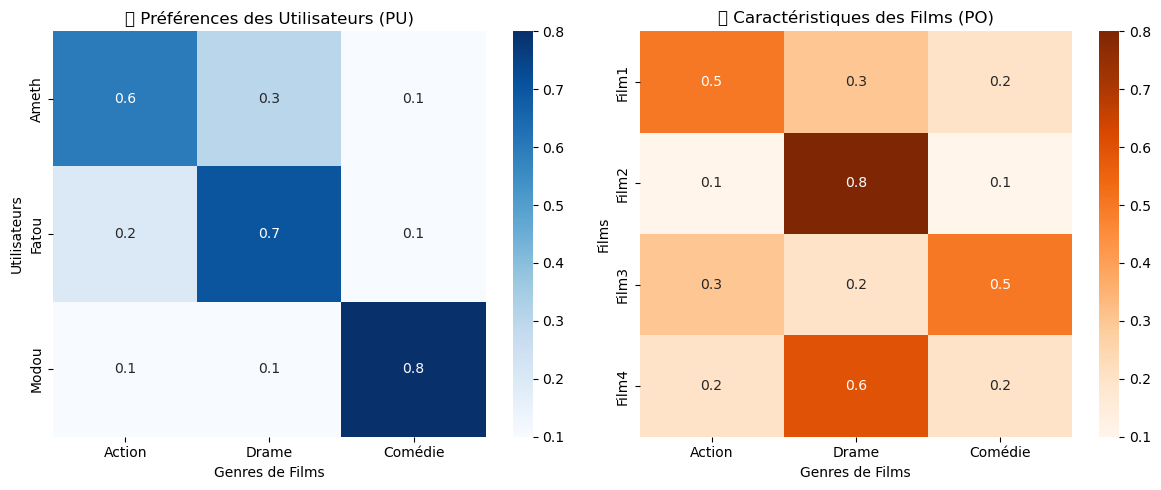 ▯ Préférences des Utilisateurs (PU)
Utilisateurs
Ameth
Fatou
Modou
0.6 0.3 0.1
0.2 0.7 0.1
0.1 0.1 0.8
Action Drame Comédie
Genres de Films
0.8
0.7
0.6
0.5
0.4
0.3
0.2
0.1
▯ Caractéristiques des Films (PO)
Films
Film1
Film2
Film3
Film4
0.5 0.3 0.2
0.1 0.8 0.1
0.3 0.2 0.5
0.2 0.6 0.2
Action Drame Comédie
Genres de Films
0.8
0.7
0.6
0.5
0.4
0.3
0.2
0.1